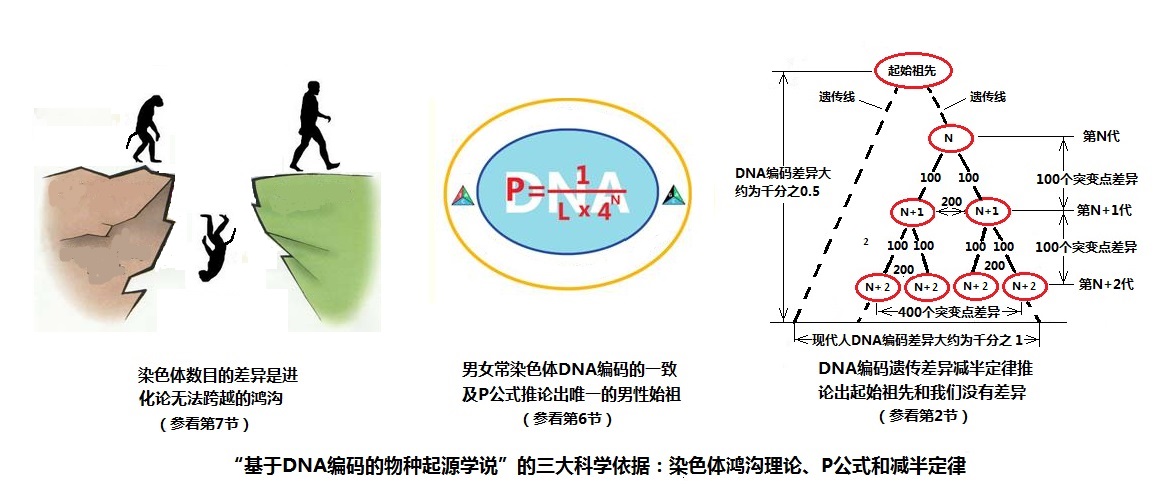 染色体数目的差异是进
化论无法跨越的鸿沟
（参看第7节）
DNA
P=1/(L x 4^N)
男女常染色体DNA编码的一致
及P公式推论出唯一的男性始祖
（参看第6节）
起始祖先
遗传线
遗传线
N
第N代
DNA编码差异大
约为千分之0.5
100
100
100个突变点差异
N+1
200
N+1
第N+1代
2
100
100
100
100
100个突变点差异
200
200
N+2
N+2
N+2
N+2
第N+2代
400个突变点差异
现代人DNA编码差异大约为千分之 1
DNA编码遗传差异减半定律推
论出起始祖先和我们没有差异
（参看第2节）
“基于DNA编码的物种起源学说”的三大科学依据：染色体鸿沟理论、P公式和减半定律